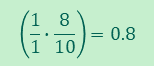 (1/1 · 8/10) = 0.8